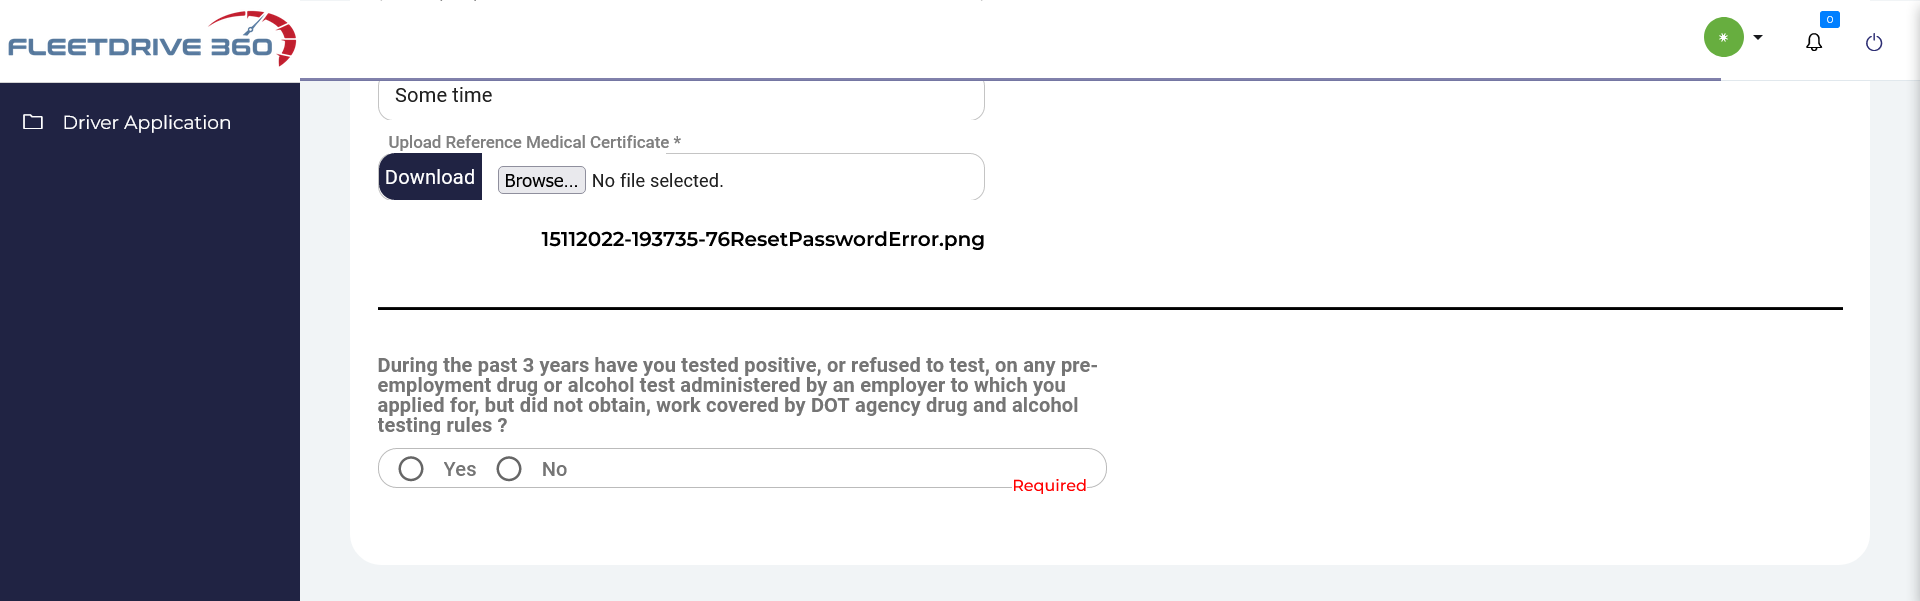 FLEETDRIVE 360
0
Driver Application
Some time
Upload Reference Medical Certificate *
Download
Browse... No file selected.
15112022-193735-76ResetPasswordError.png
During the past 3 years have you tested positive, or refused to test, on any pre-
employment drug or alcohol test administered by an employer to which you
applied for, but did not obtain, work covered by DOT agency drug and alcohol
testing rules ?
Yes No
Required